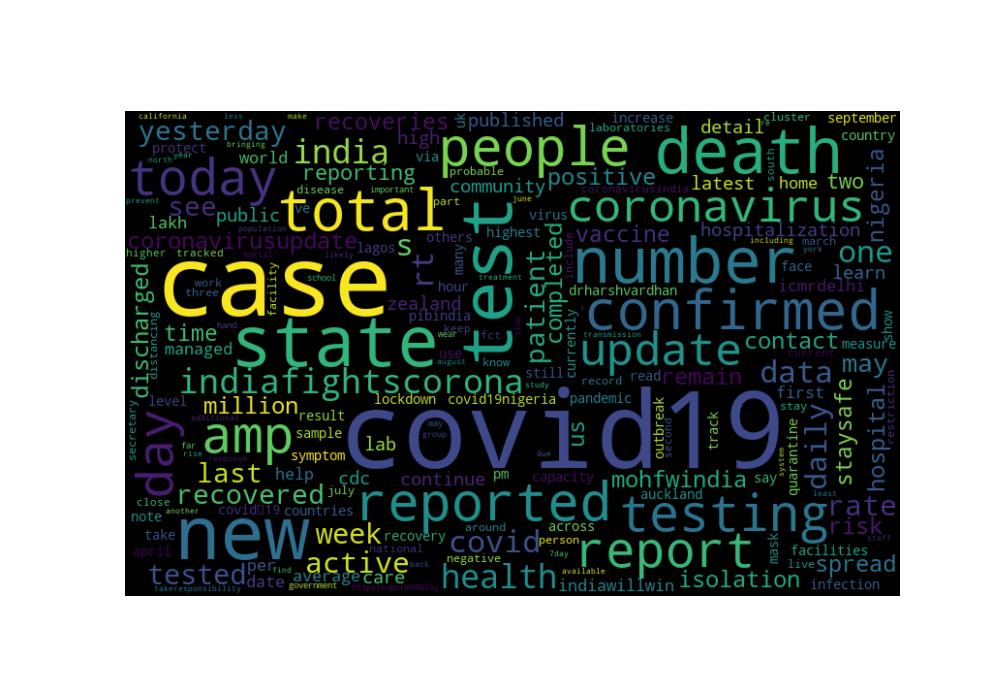 california less make
recoveries uk published increase cluster september
yesterday high people laboratories detail death country
protect bringing india via
north year world reporting probable community positive south nigeria
today disease important coronavirusindia latest home two
prevent see ve part june
lakh public total test virus coronavirus
population
coronavirusupdate s others highest completed vaccine hospitalization
higher tracked social likely lagos many treatment include number including march york one
case facility school rt hour patient drharshvardhan face learn
work zealand icmrdelhi
three pibindia confirmed
discharged distancing hand keep fct currently show
time state wear use transmission contact measure
managed august know update current
indiafightscorona still record read remain data may
study first
level million lockdown covid19nigeria pandemic stay restriction
secretary day additional result way covid19 outbreak track daily staysafe hospital
amp sample group second
far lab us quarantine
rise response symptom due system
last help cdc continue pm capacity mohfwindia say
close recovered july reported auckland least
note another covid19 countries around testing rate
take new week recovery covid across person report mask risk staff
april active national negative 7day facilities
tested per find average care back health available live spread
date government isolation
takeresponsibility indiawillwin infection